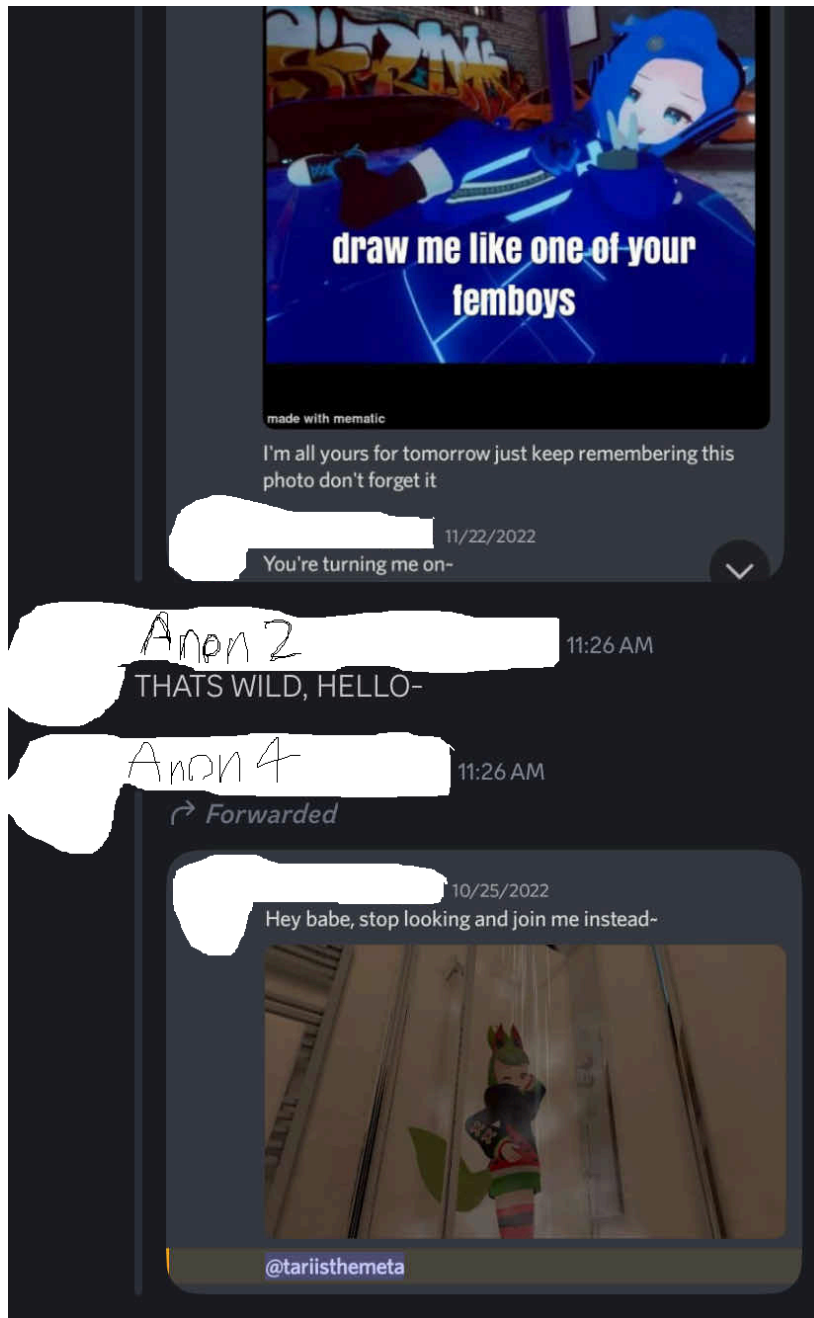 draw me like one of your
femboys
made with mematic
I'm all yours for tomorrow just keep remembering this
photo don't forget it
11/22/2022
You're turning me on~
Anon 2
11:26 AM
THATS WILD, HELLO-
Anon 4
11:26 AM
Forwarded
10/25/2022
Hey babe, stop looking and join me instead~
@tariisthemeta